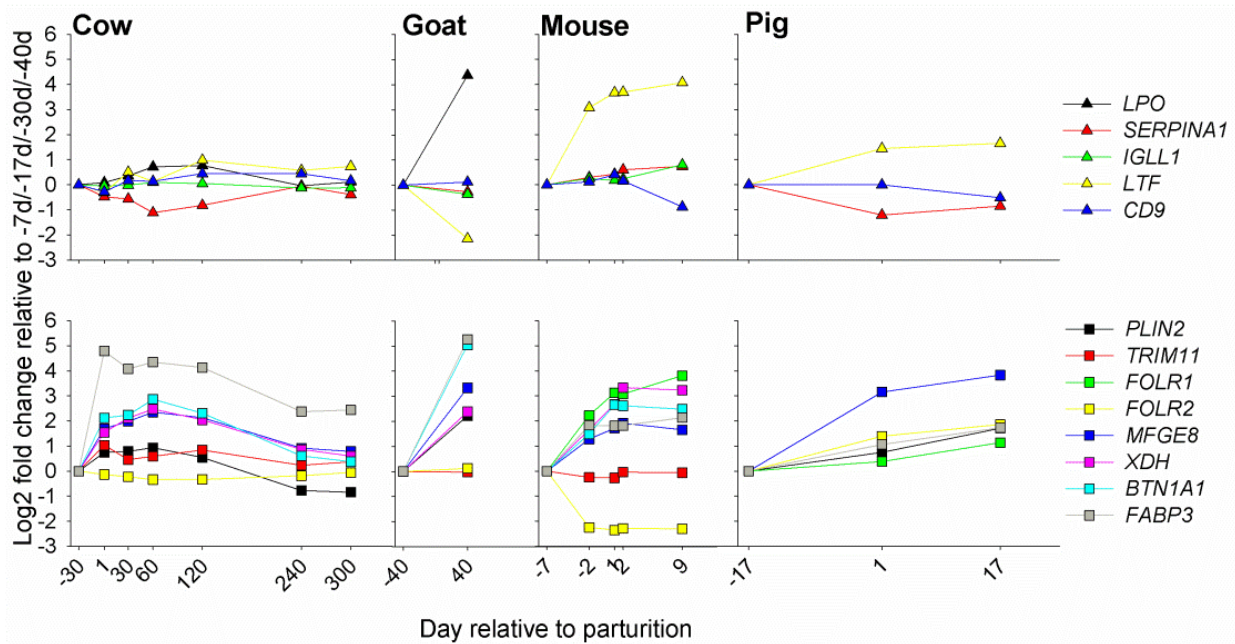 Cow Goat Mouse Pig
Log2 fold change relative to -7d/-17d/-30d/-40d
6
5
4
3
2
1
0
-1
-2
-3
LPO
SERPINA1
IGLL1
LTF
CD9
6
5
4
3
2
1
0
-1
-2
-3
PLIN2
TRIM11
FOLR1
FOLR2
MFGE8
XDH
BTN1A1
FABP3
-30 1 30 60 120 240 300 -40 40 -7 -2 1 2 9 -17 1 17
Day relative to parturition